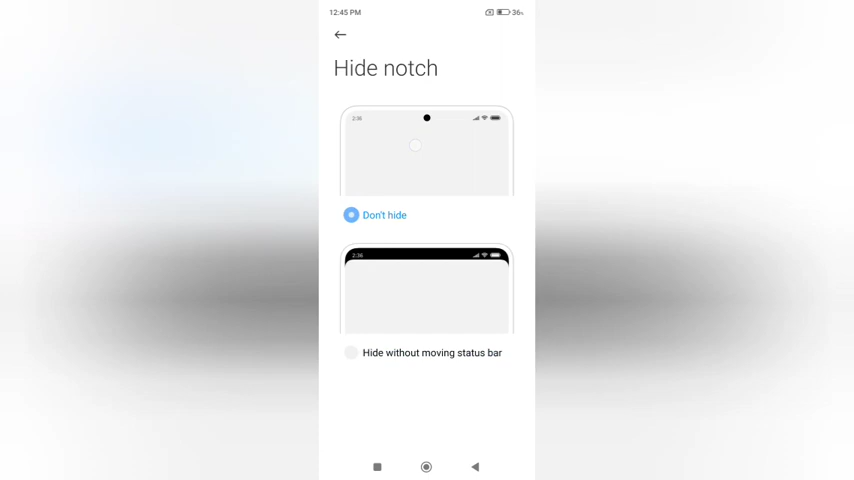 12:45 PM 36%
Hide notch
2:36
Don't hide
2:36
Hide without moving status bar